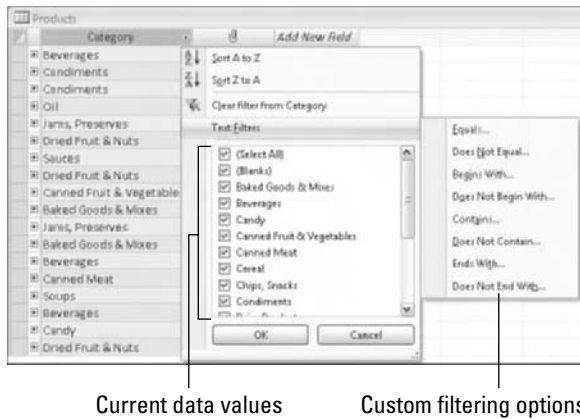 Products
Category
Add New Field
Beverages
Condiments
Condiments
Oil
Jams, Preserves
Dried Fruit & Nuts
Sauces
Dried Fruit & Nuts
Canned Fruit & Vegetable
Baked Goods & Mixes
Jams, Preserves
Baked Goods & Mixes
Beverages
Canned Meat
Soups
Beverages
Candy
Dried Fruit & Nuts
Sort A to Z
Sort Z to A
Clear filter from Category
Text Filters
(Select All)
(Blanks)
Baked Goods & Mixes
Beverages
Candy
Canned Fruit & Vegetables
Canned Meat
Cereal
Chips, Snacks
Condiments
OK
Cancel
Equals...
Does Not Equal...
Begins With...
Does Not Begin With...
Contains...
Does Not Contain...
Ends With...
Does Not End With...
Current data values
Custom filtering options